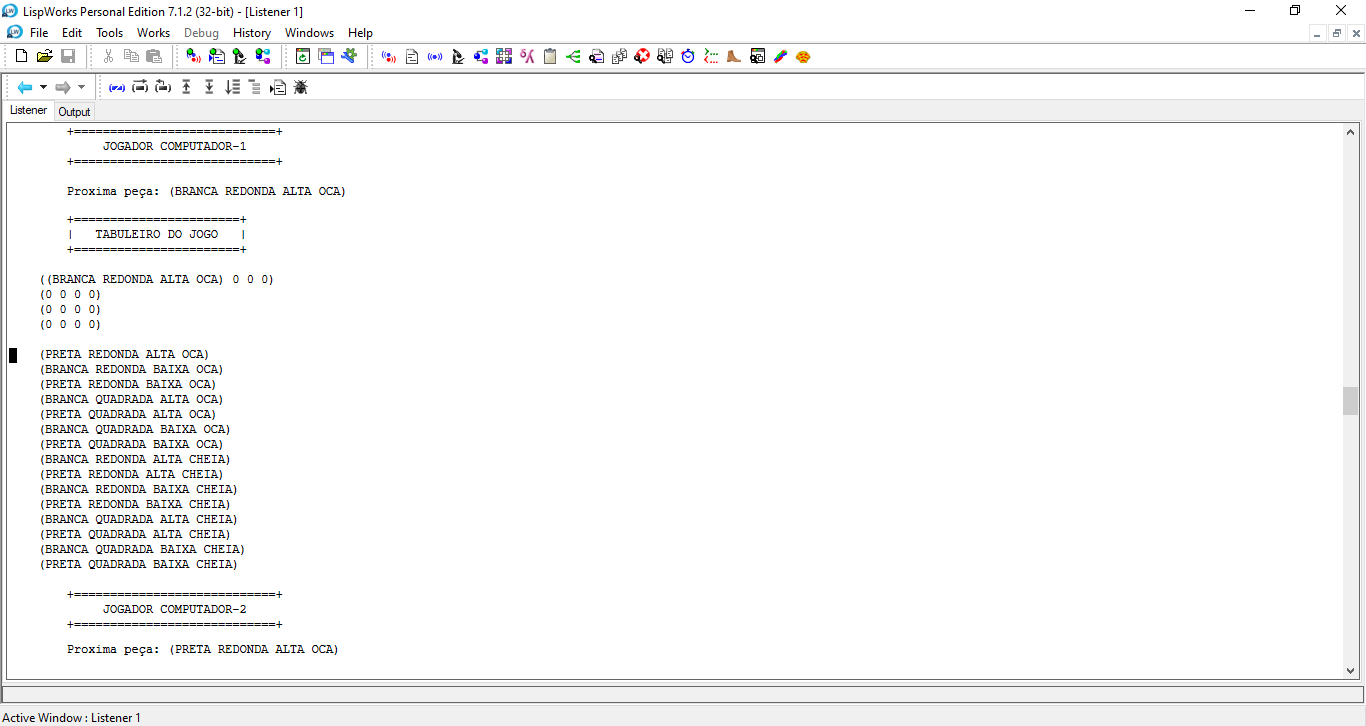 LispWorks Personal Edition 7.1.2 (32-bit) - [Listener 1]
File Edit Tools Works Debug History Windows Help
Listener Output
+============================+
JOGADOR COMPUTADOR-1
+============================+
Proxima peça: (BRANCA REDONDA ALTA OCA)
+=======================+
| TABULEIRO DO JOGO |
+=======================+
((BRANCA REDONDA ALTA OCA) 0 0 0)
(0 0 0 0)
(0 0 0 0)
(0 0 0 0)
(PRETA REDONDA ALTA OCA)
(BRANCA REDONDA BAIXA OCA)
(PRETA REDONDA BAIXA OCA)
(BRANCA QUADRADA ALTA OCA)
(PRETA QUADRADA ALTA OCA)
(BRANCA QUADRADA BAIXA OCA)
(PRETA QUADRADA BAIXA OCA)
(BRANCA REDONDA ALTA CHEIA)
(PRETA REDONDA ALTA CHEIA)
(BRANCA REDONDA BAIXA CHEIA)
(PRETA REDONDA BAIXA CHEIA)
(BRANCA QUADRADA ALTA CHEIA)
(PRETA QUADRADA ALTA CHEIA)
(BRANCA QUADRADA BAIXA CHEIA)
(PRETA QUADRADA BAIXA CHEIA)
+============================+
JOGADOR COMPUTADOR-2
+============================+
Proxima peça: (PRETA REDONDA ALTA OCA)
Active Window : Listener 1